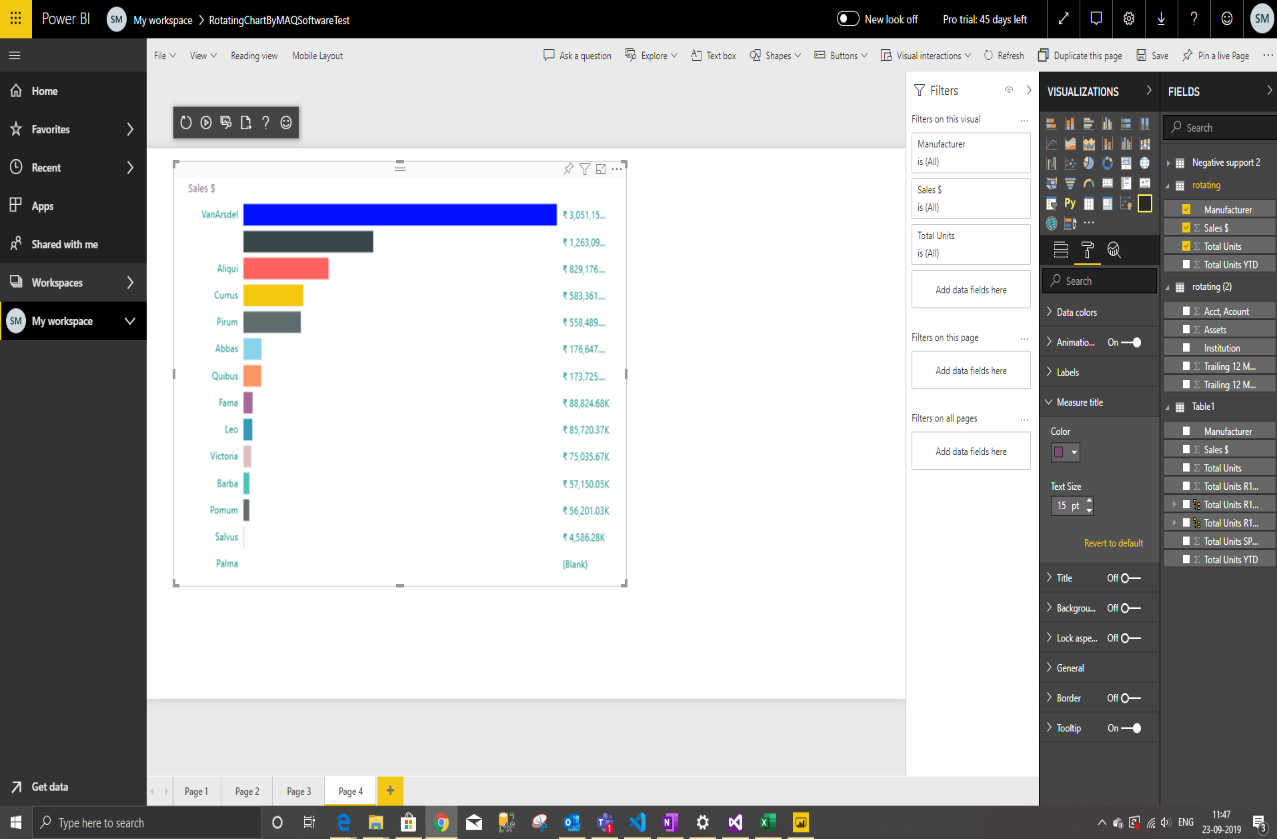 Power BI
SM
My workspace > RotatingChartByMAQSoftwareTest
New look off
Pro trial: 45 days left
?
SM
File
View
Reading view
Mobile Layout
Ask a question
Explore
Text box
Shapes
Buttons
Visual interactions
Refresh
Duplicate this page
Save
Pin a live Page
...
Home
Favorites
Recent
Apps
Shared with me
Workspaces
SM My workspace
Get data
?
Sales $
VanArsdel ₹ 3,051,15...
₹ 1,263,09...
Aliqui ₹ 829,176....
Currus ₹ 583,361....
Pirum ₹ 558,489....
Abbas ₹ 176,647....
Quibus ₹ 173,725....
Fama ₹ 88,824.68K
Leo ₹ 85,720.37K
Victoria ₹ 75,035.67K
Barba ₹ 57,150.05K
Pomum ₹ 56,201.03K
Salvus ₹ 4,586.28K
Palma (Blank)
Page 1
Page 2
Page 3
Page 4
+
Filters
Filters on this visual ...
Manufacturer
is (All)
Sales $
is (All)
Total Units
is (All)
Add data fields here
Filters on this page ...
Add data fields here
Filters on all pages ...
Add data fields here
VISUALIZATIONS
Py
...
Search
Data colors
Animatio... On
Labels
Measure title
Color
Text Size
15 pt
Revert to default
Title Off
Backgrou... Off
Lock aspe... Off
General
Border Off
Tooltip On
FIELDS
Search
Negative support 2
rotating
Manufacturer
Σ Sales $
Σ Total Units
Σ Total Units YTD
rotating (2)
Σ Acct, Acount
Σ Assets
Institution
Σ Trailing 12 M...
Σ Trailing 12 M...
Table1
Manufacturer
Σ Sales $
Σ Total Units
Σ Total Units R1...
Total Units R1...
Total Units R1...
Σ Total Units SP...
Σ Total Units YTD
Type here to search
ENG
11:47
23-09-2019